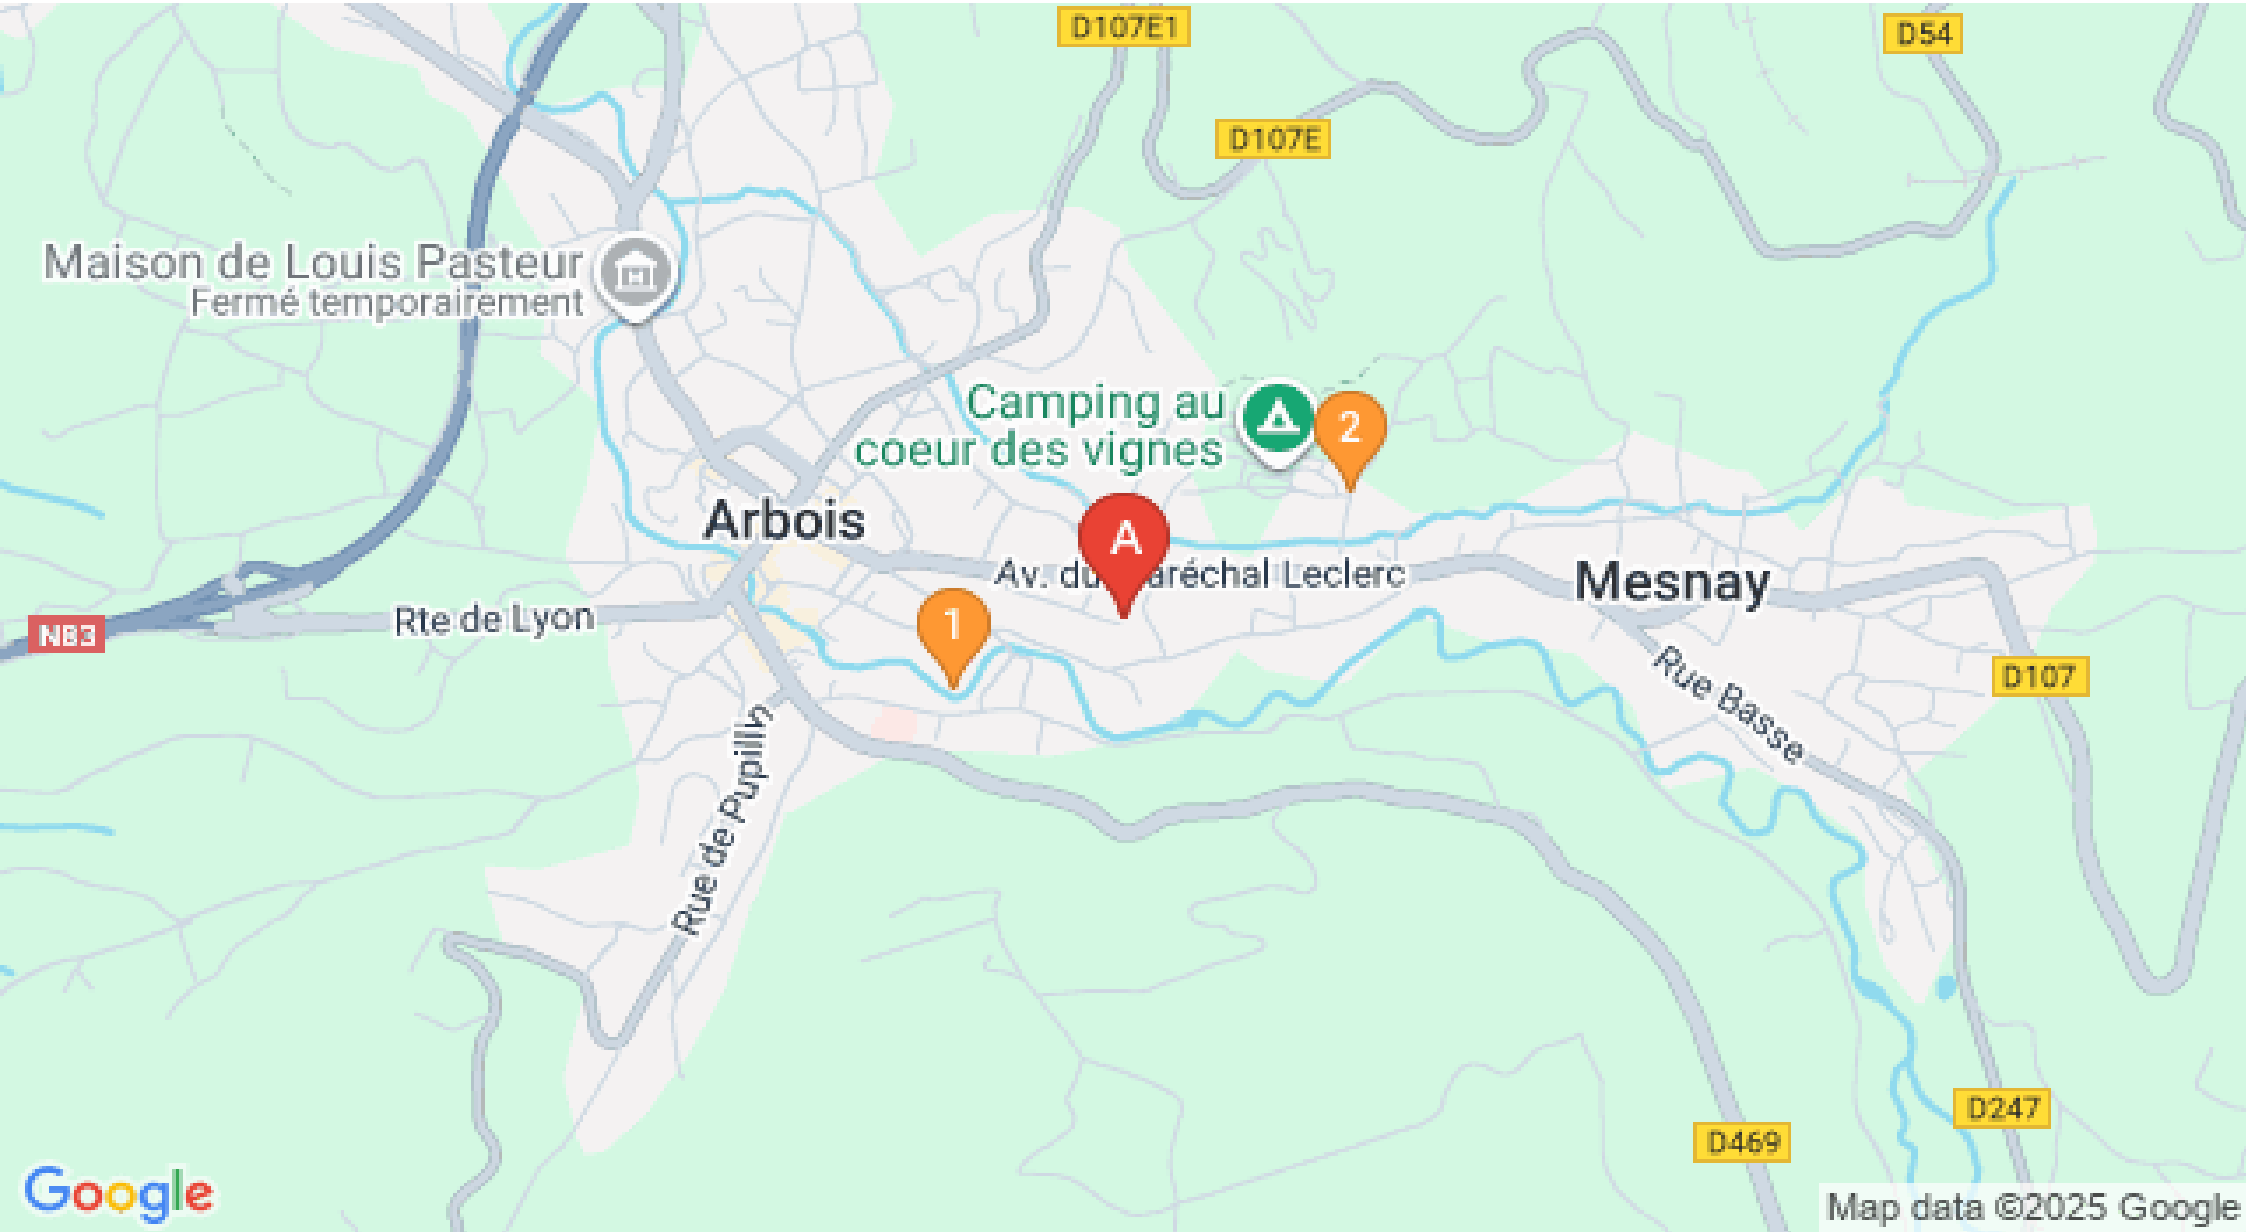 D107E1
D54
D107E
Maison de Louis Pasteur
Fermé temporairement
Camping au
coeur des vignes
2
Arbois
A
Av. du Maréchal Leclerc
Mesnay
Rte de Lyon
1
N83
Rue Basse
D107
Rue de Pupillin
D247
D469
Google
Map data ©2025 Google